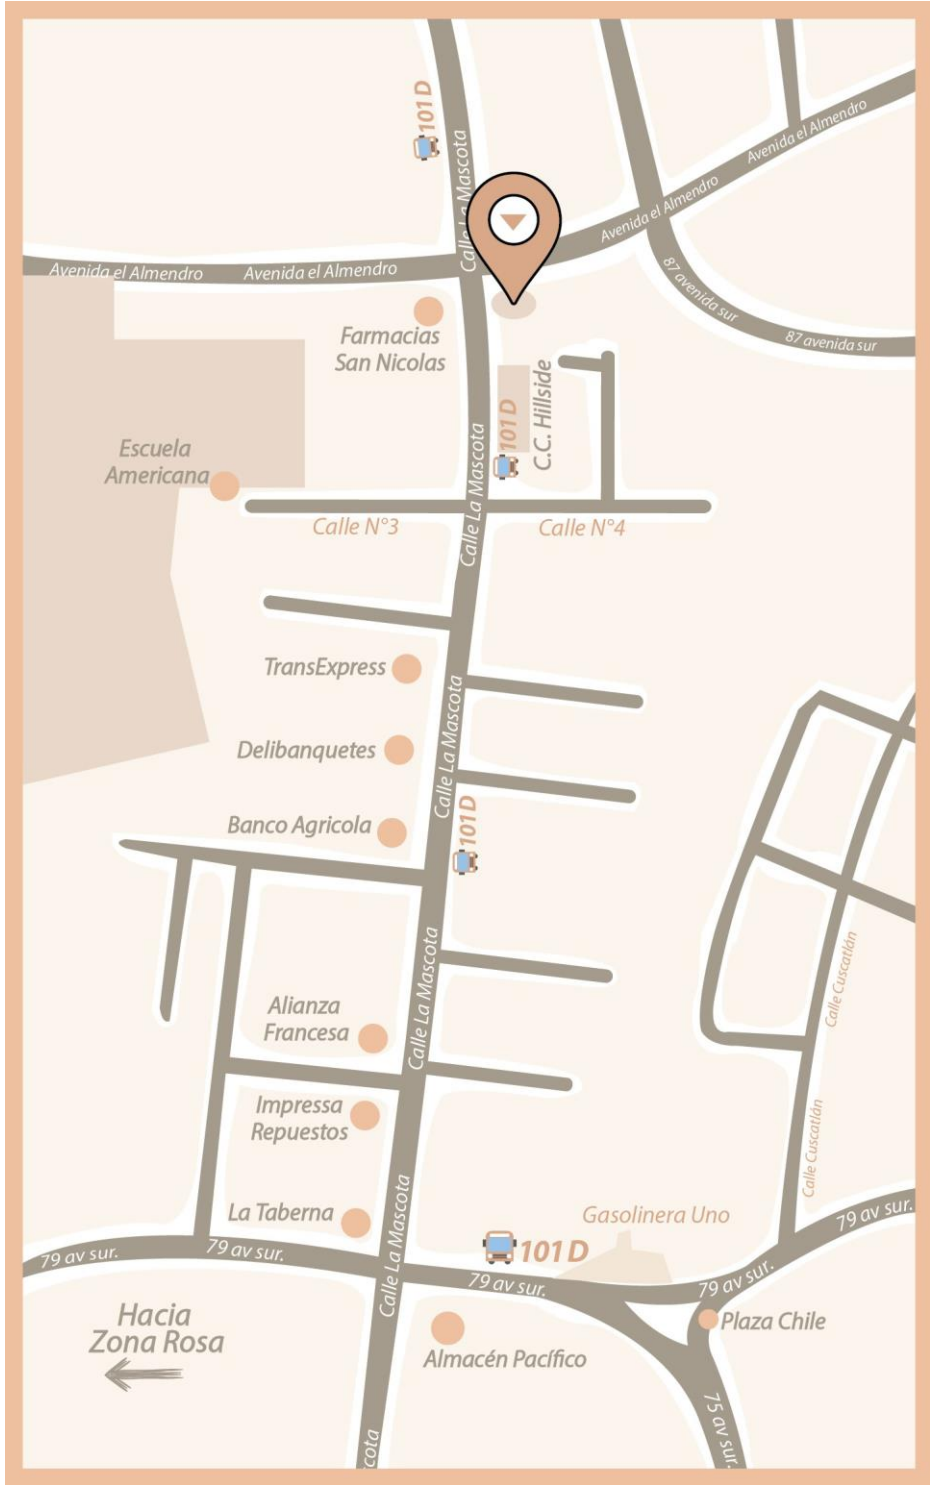 101 D
Calle La Mascota
Avenida el Almendro
Avenida el Almendro
Avenida el Almendro
Avenida el Almendro
87 avenida sur
87 avenida sur
Farmacias
San Nicolas
C.C. Hillside
101 D
Escuela
Americana
Calle La Mascota
Calle N°3
Calle N°4
TransExpress
Calle La Mascota
Delibanquetes
Banco Agricola
101 D
Calle La Mascota
Calle Cuscatlán
Alianza
Francesa
Impressa
Repuestos
Calle Cuscatlán
La Taberna
Calle La Mascota
Gasolinera Uno
79 av sur.
79 av sur.
79 av sur.
101 D
79 av sur.
79 av sur.
Hacia
Zona Rosa
Plaza Chile
Almacén Pacífico
75 av sur.
cota